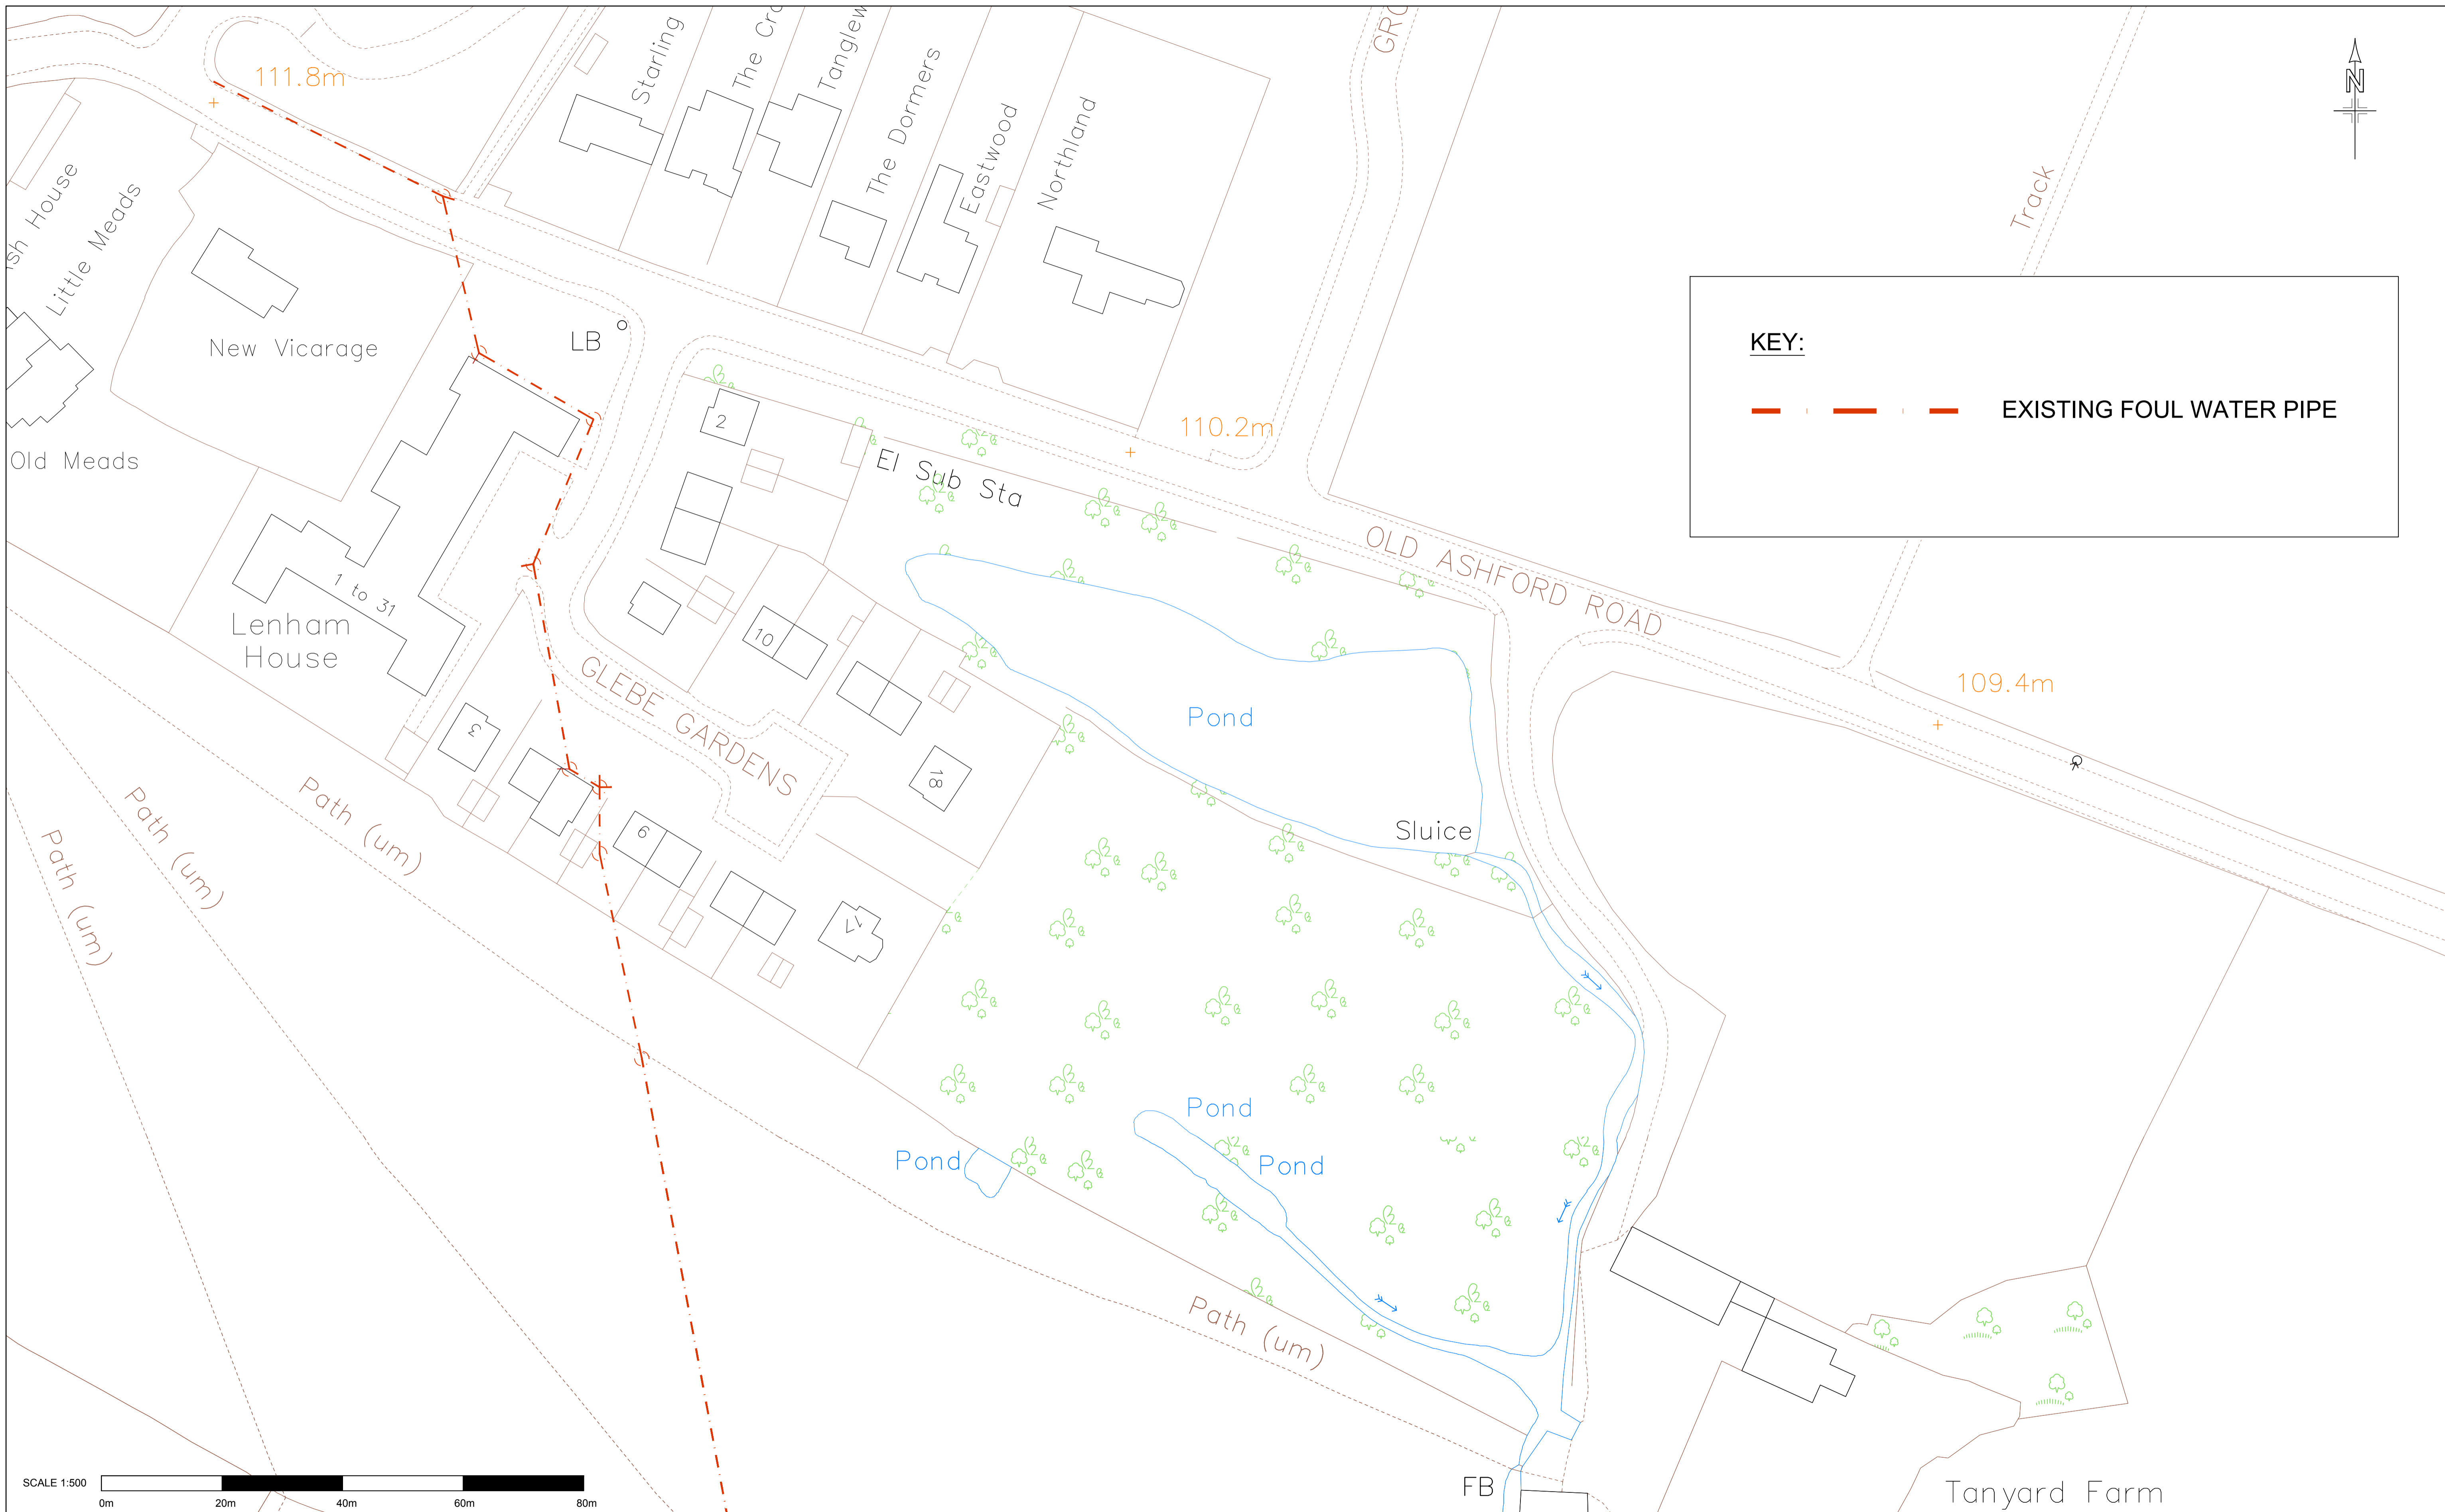 111.8m
Starling
Tanglew
The Dormers
Eastwood
Northland
N
Track
House
Little Meads
New Vicarage
LB
KEY:
EXISTING FOUL WATER PIPE
Old Meads
2
El Sub Sta
110.2m
OLD ASHFORD ROAD
1 to 31
Lenham
House
10
GLEBE GARDENS
109.4m
Pond
3
18
Path (um)
Path (um)
Path (um)
6
Sluice
17
Pond
Pond
Pond
Path (um)
SCALE 1:500
0m
20m
40m
60m
80m
FB
Tanyard Farm